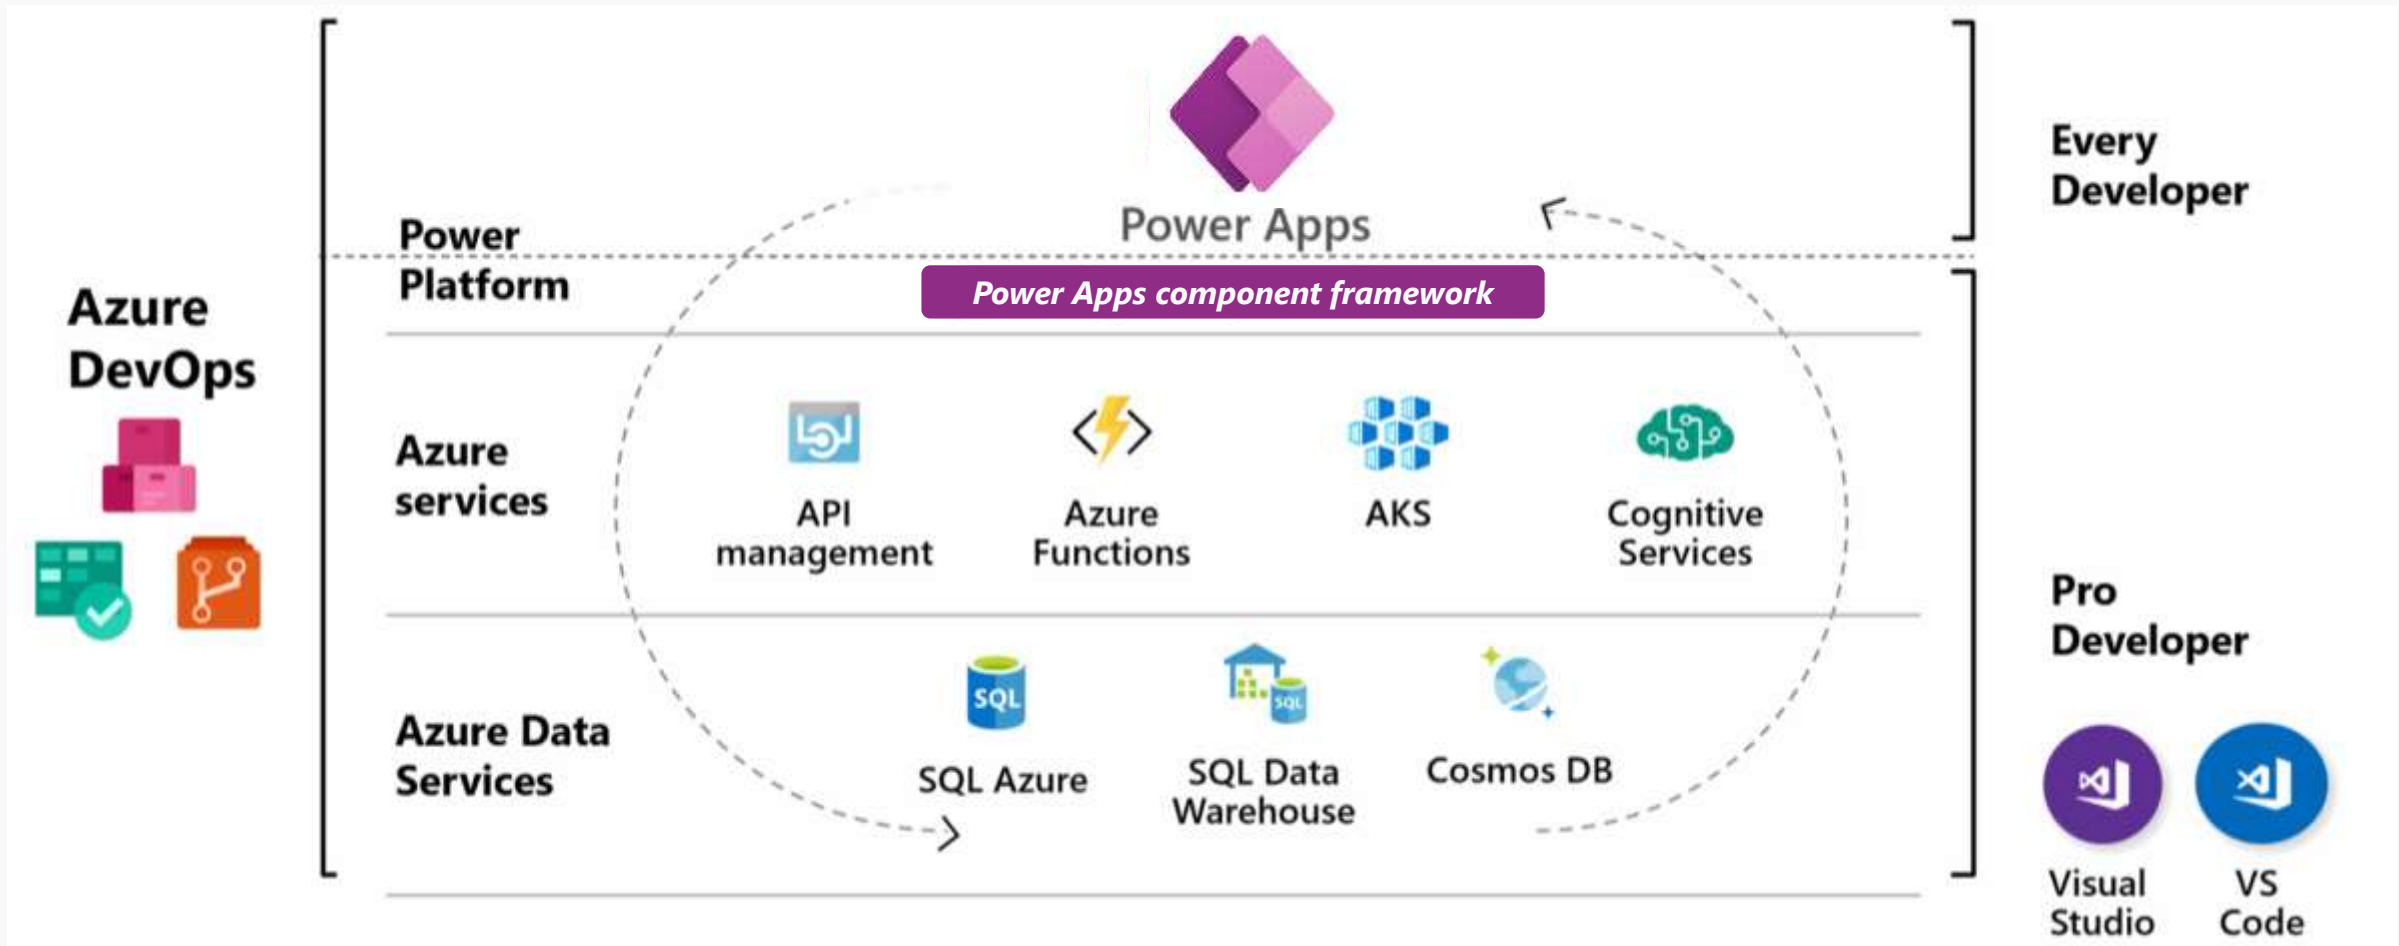 Power Apps
Every
Developer
Power
Platform
Power Apps component framework
Azure
DevOps
Azure
services
API
management
Azure
Functions
AKS
Cognitive
Services
Pro
Developer
Azure Data
Services
SQL
SQL Azure
SQL
SQL Data
Warehouse
Cosmos DB
Visual
Studio
VS
Code